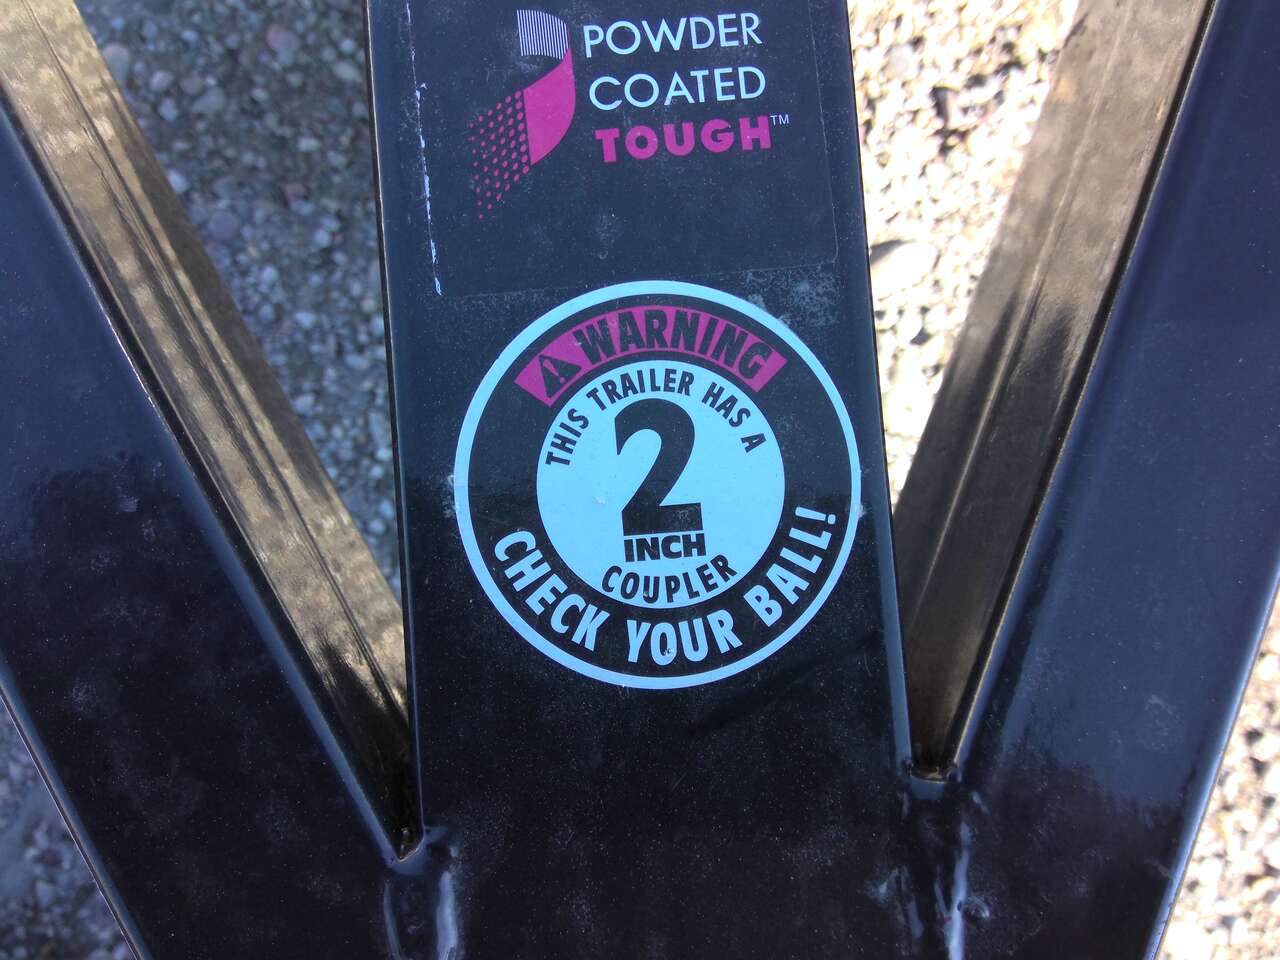 POWDER
COATED
TOUGH™
WARNING
THIS TRAILER HAS A
2
INCH
COUPLER
CHECK YOUR BALL!